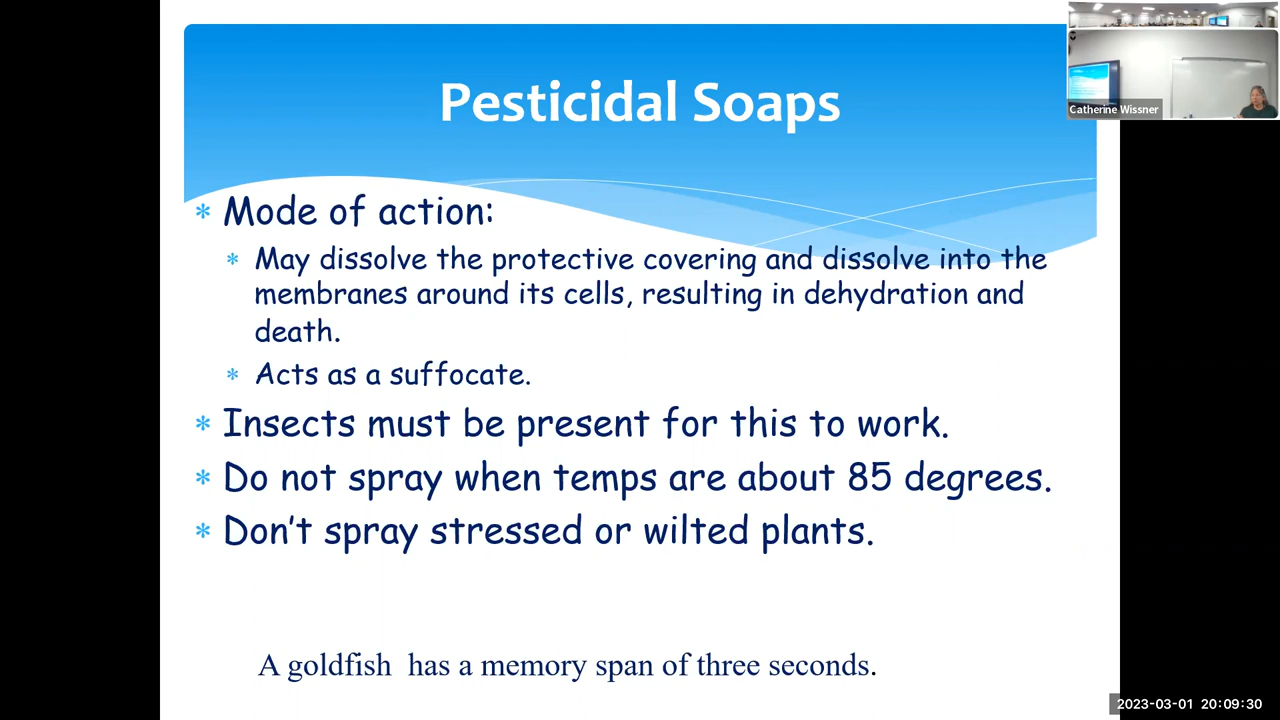 Pesticidal Soaps
* Mode of action:
* May dissolve the protective covering and dissolve into the
membranes around its cells, resulting in dehydration and
death.
* Acts as a suffocate.
* Insects must be present for this to work.
* Do not spray when temps are about 85 degrees.
* Don't spray stressed or wilted plants.
A goldfish has a memory span of three seconds.
Catherine Wissner
2023-03-01 20:09:30